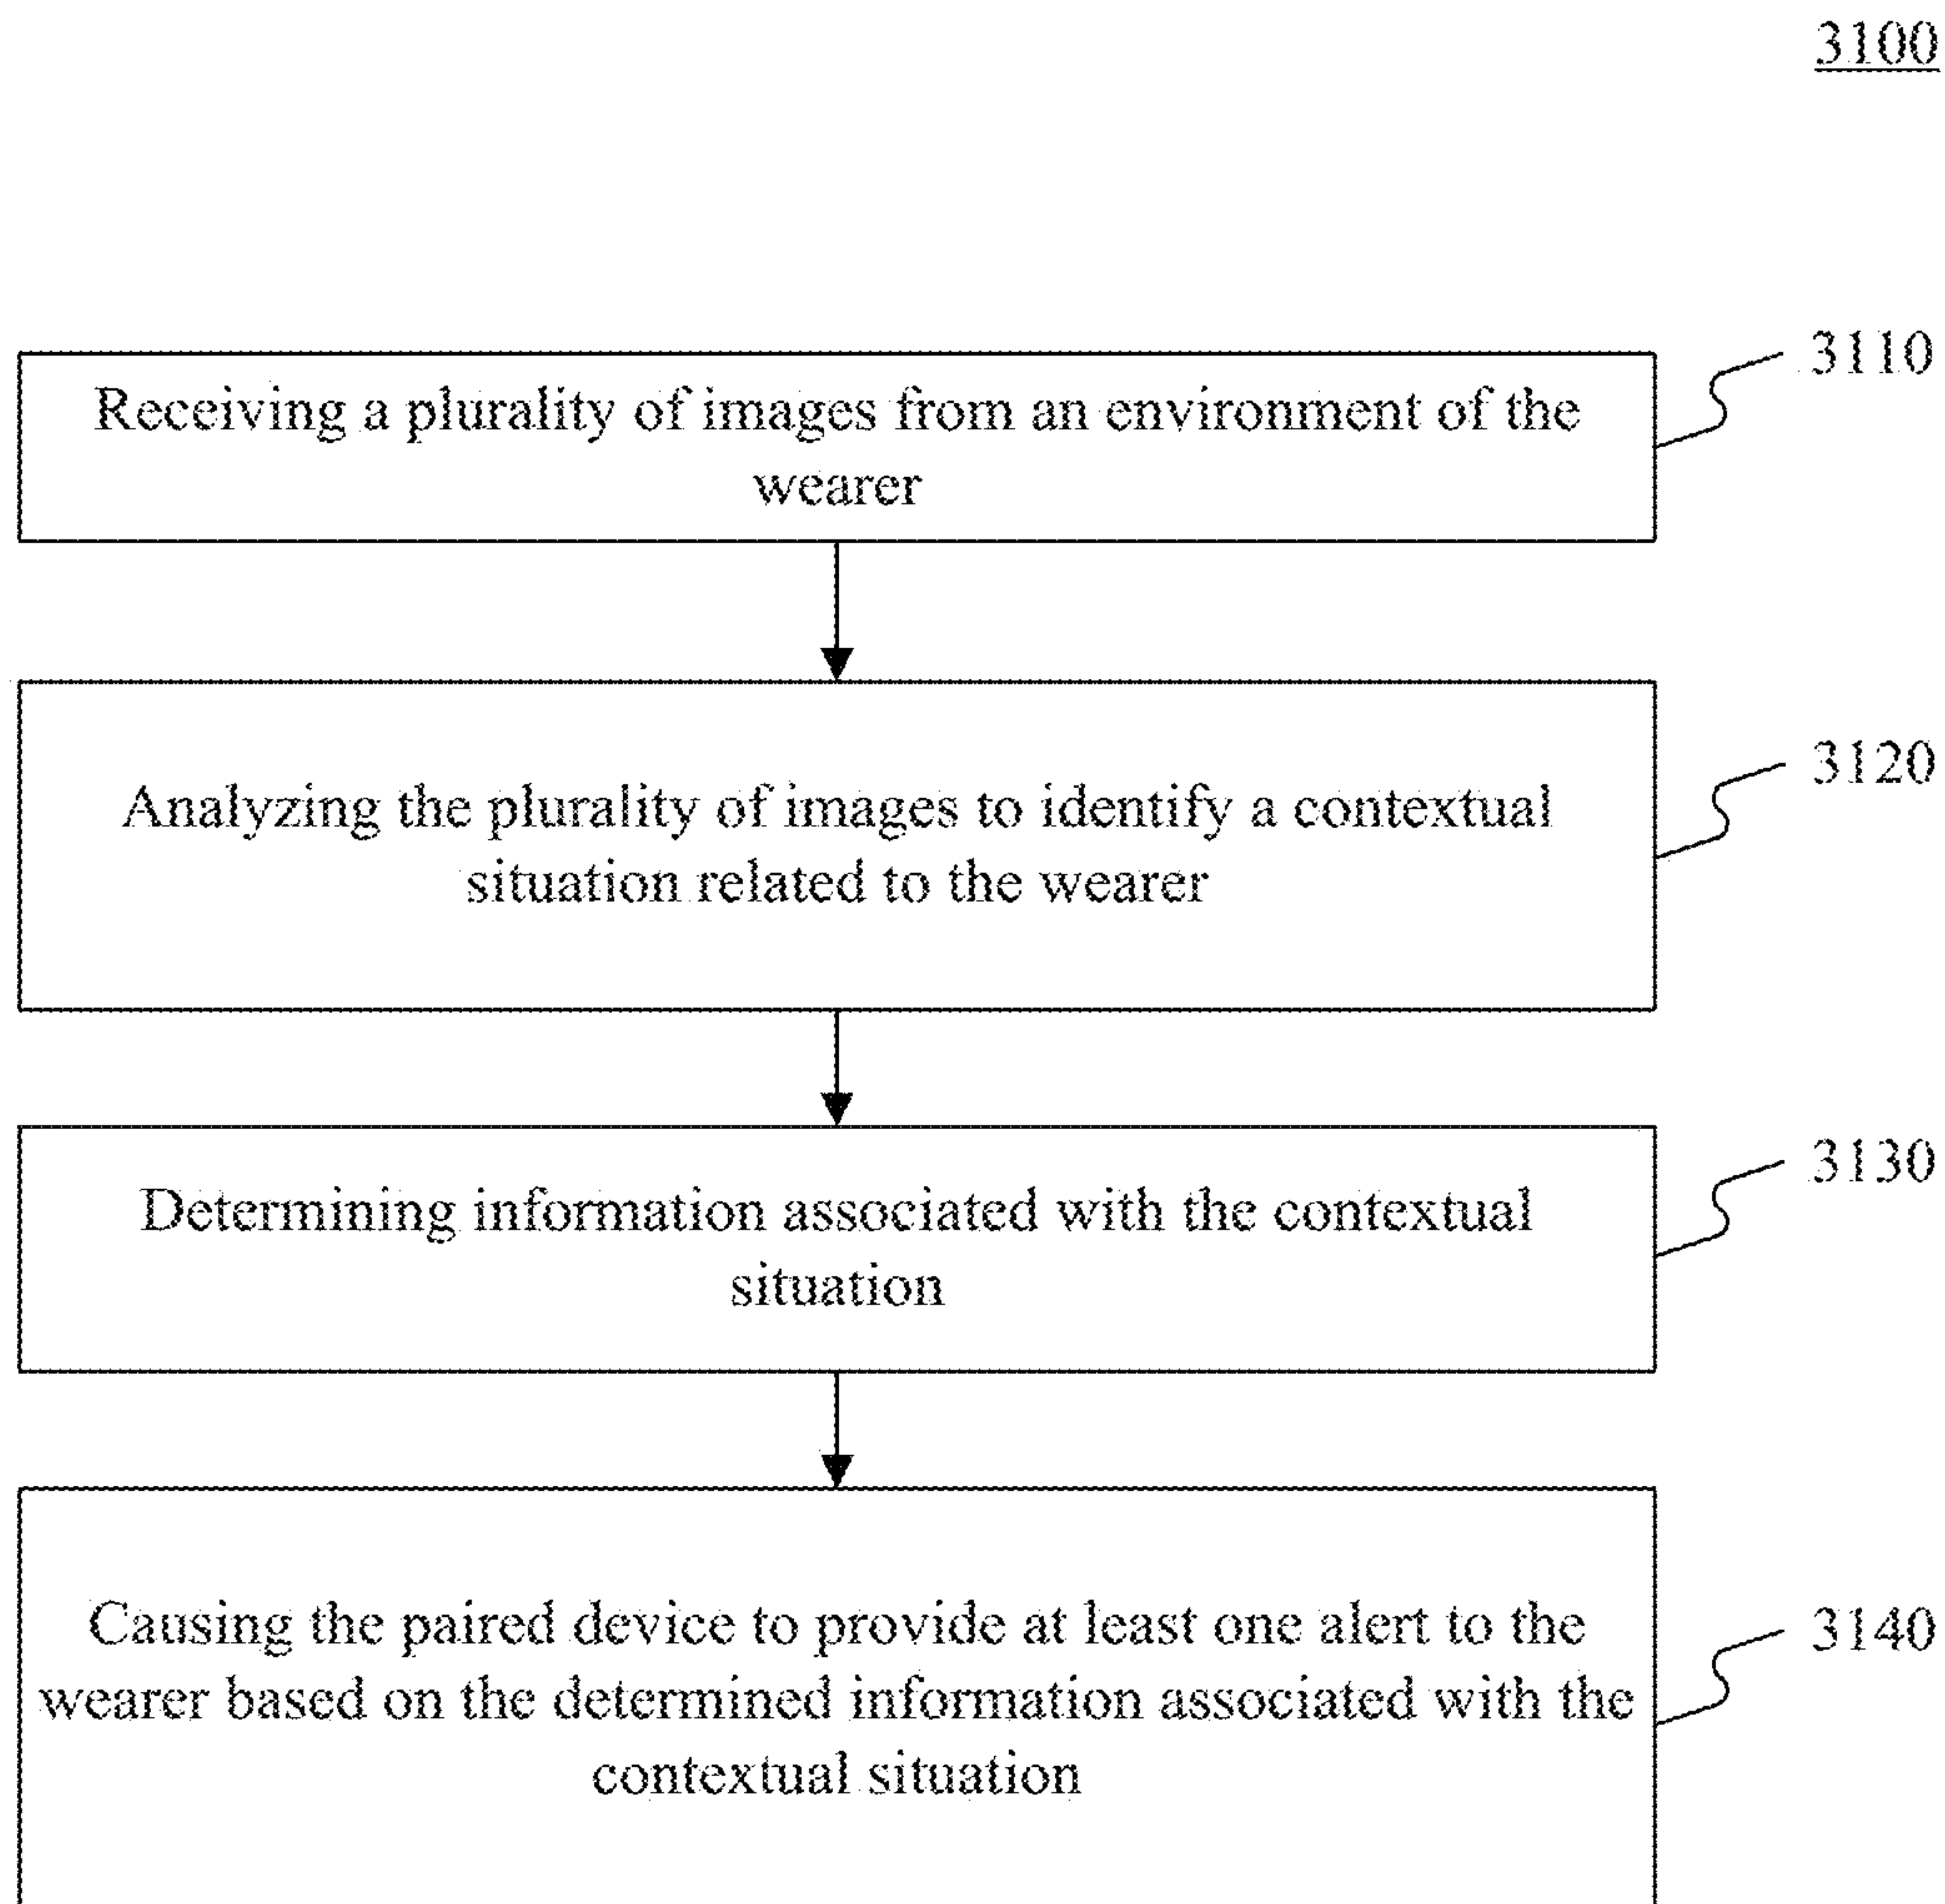 3100
Receiving a plurality of images from an environment of the
wearer
3110
Analyzing the plurality of images to identify a contextual
situation related to the wearer
3120
Determining information associated with the contextual
situation
3130
Causing the paired device to provide at least one alert to the
wearer based on the determined information associated with the
contextual situation
3140